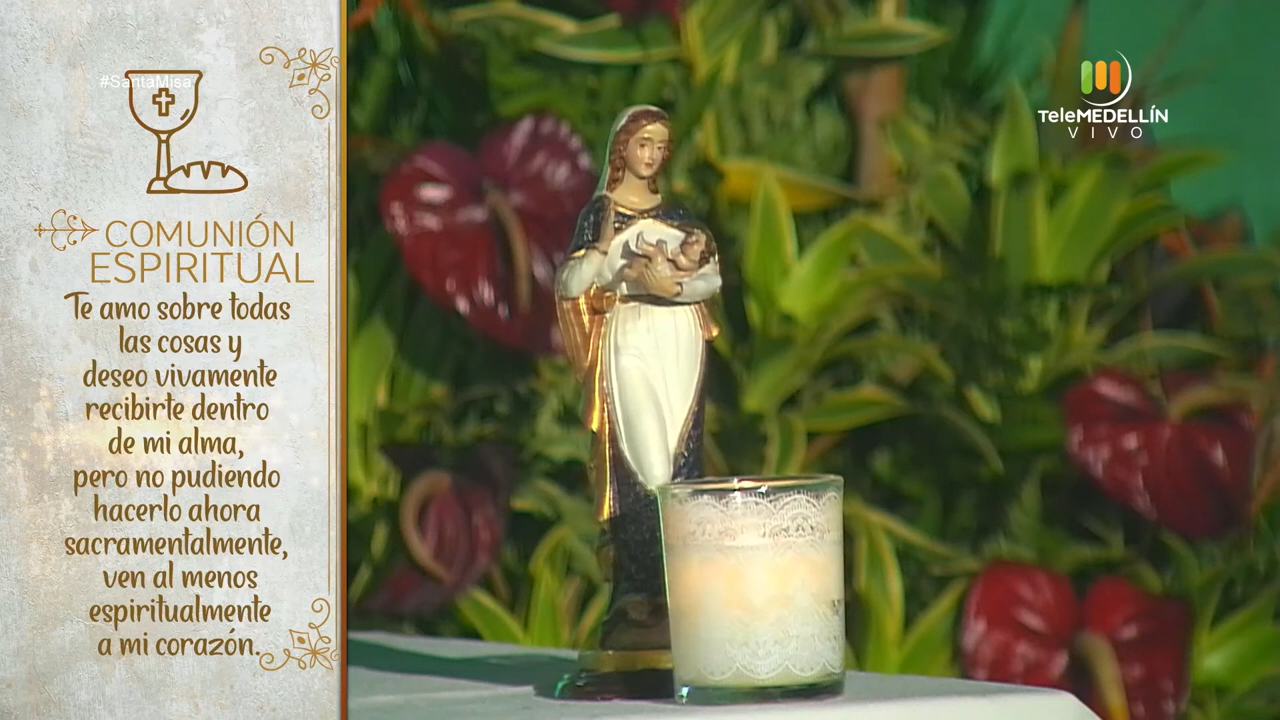 #SantaMisa
COMUNIÓN
ESPIRITUAL
Te amo sobre todas
las cosas y
deseo vivamente
recibirte dentro
de mi alma,
pero no pudiendo
hacerlo ahora
sacramentalmente,
ven al menos
espiritualmente
a mi corazón.
TeleMEDELLÍN
VIVO